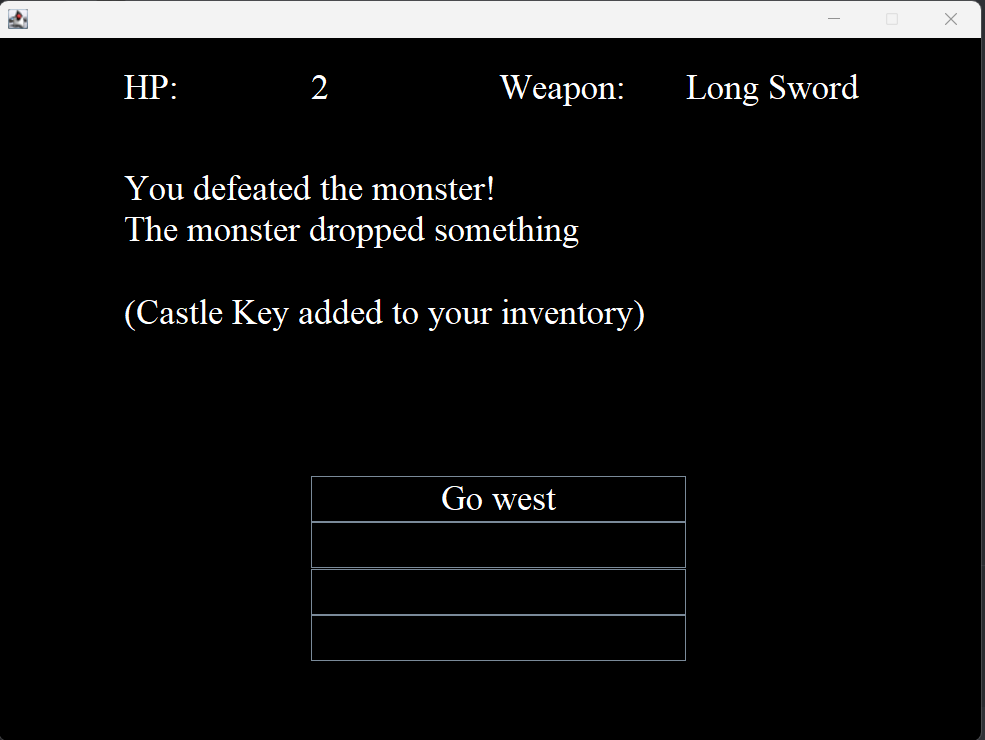 HP: 2 Weapon: Long Sword
You defeated the monster!
The monster dropped something
(Castle Key added to your inventory)
Go west